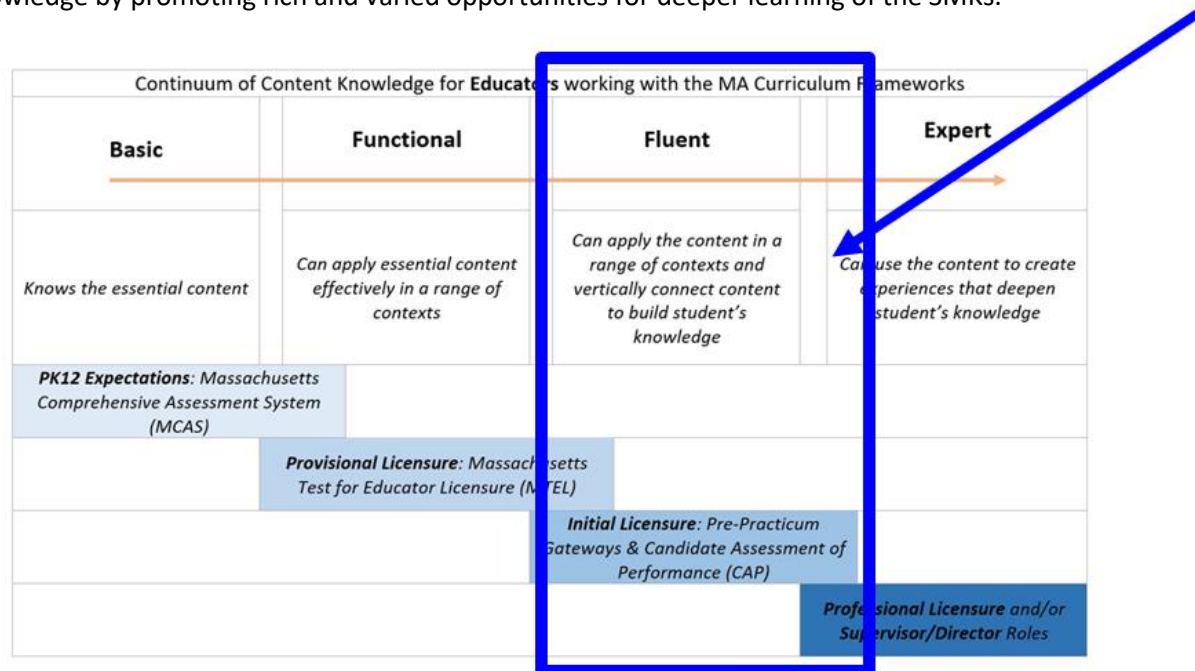 owledge by promoting rich and varied opportunities for deeper learning of the SMKs.
Continuum of Content Knowledge for Educators working with the MA Curriculum Frameworks
Basic
Functional
Fluent
Expert
Knows the essential content
Can apply essential content
effectively in a range of
contexts
Can apply the content in a
range of contexts and
vertically connect content
to build student's
knowledge
Can use the content to create
experiences that deepen
student's knowledge
PK12 Expectations: Massachusetts
Comprehensive Assessment System
(MCAS)
Provisional Licensure: Massachusetts
Test for Educator Licensure (MTEL)
Initial Licensure: Pre-Practicum
Gateways & Candidate Assessment of
Performance (CAP)
Professional Licensure and/or
Supervisor/Director Roles